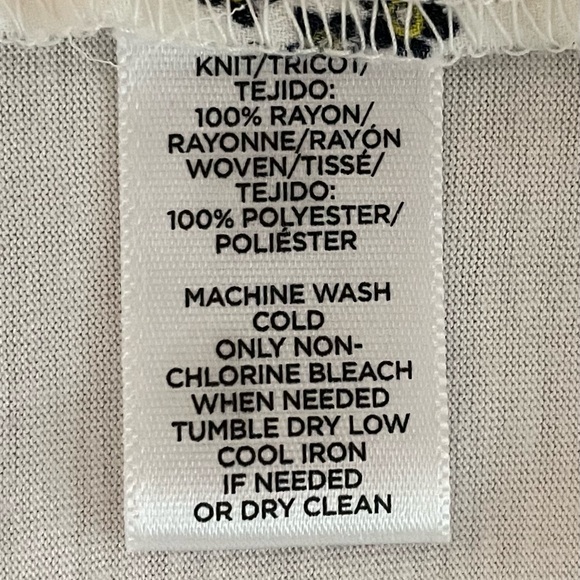 KNIT/TRICOT/
TEJIDO:
100% RAYON/
RAYONNE/RAYÓN
WOVEN/TISSÉ/
TEJIDO:
100% POLYESTER/
POLIÉSTER
MACHINE WASH
COLD
ONLY NON-
CHLORINE BLEACH
WHEN NEEDED
TUMBLE DRY LOW
COOL IRON
IF NEEDED
OR DRY CLEAN